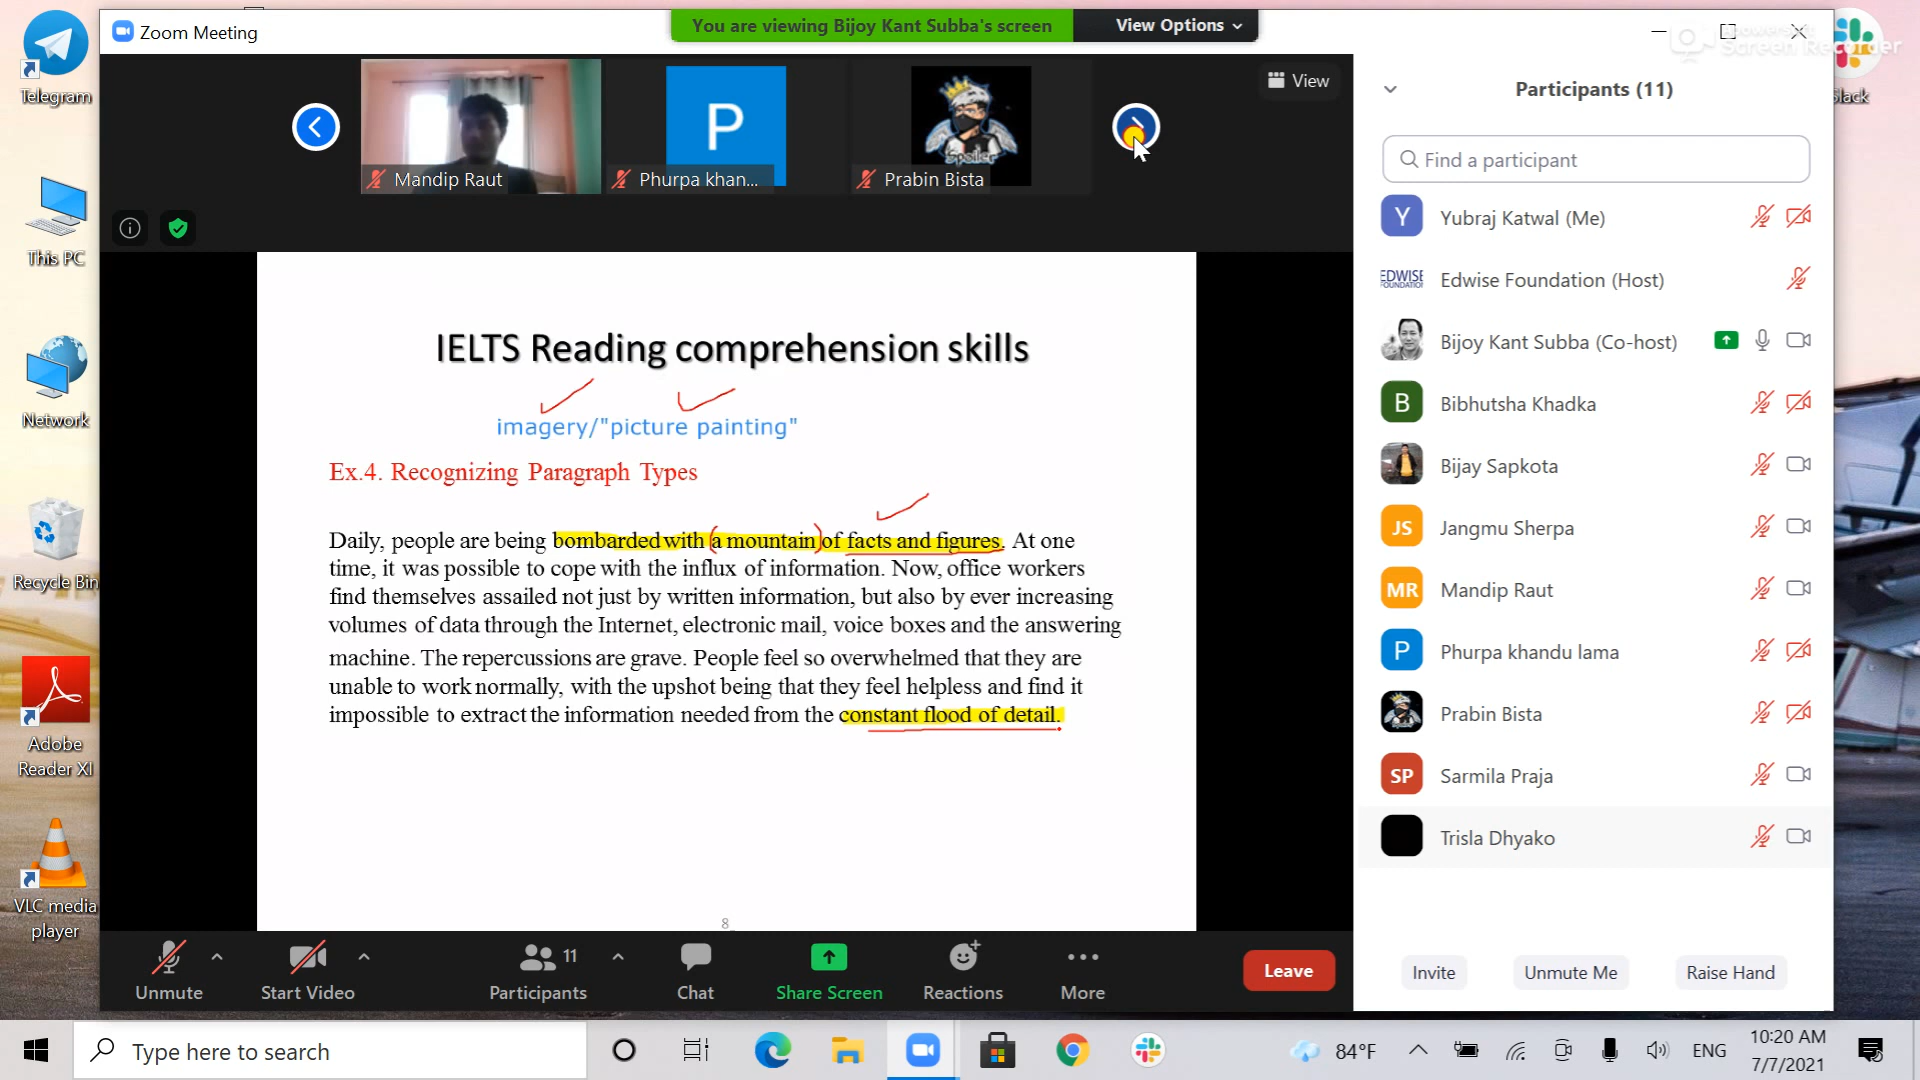 Telegram
This PC
Network
Recycle Bin
Adobe
Reader XI
VLC media
player
Zoom Meeting
You are viewing Bijoy Kant Subba's screen
View Options
Screen Recorder
Slack
View
Mandip Raut
P
Phurpa khan...
Spoiler
Prabin Bista
IELTS Reading comprehension skills
imagery/"picture painting"
Ex.4. Recognizing Paragraph Types
Daily, people are being bombarded with (a mountain) of facts and figures. At one
time, it was possible to cope with the influx of information. Now, office workers
find themselves assailed not just by written information, but also by ever increasing
volumes of data through the Internet, electronic mail, voice boxes and the answering
machine. The repercussions are grave. People feel so overwhelmed that they are
unable to work normally, with the upshot being that they feel helpless and find it
impossible to extract the information needed from the constant flood of detail.
8
Participants (11)
Find a participant
Y Yubraj Katwal (Me)
EDWISE FOUNDATION Edwise Foundation (Host)
Bijoy Kant Subba (Co-host)
B Bibhutsha Khadka
Bijay Sapkota
JS Jangmu Sherpa
MR Mandip Raut
P Phurpa khandu lama
Prabin Bista
SP Sarmila Praja
Trisla Dhyako
Invite Unmute Me Raise Hand
11
Unmute Start Video Participants Chat Share Screen Reactions More Leave
Type here to search
84°F
ENG
10:20 AM
7/7/2021